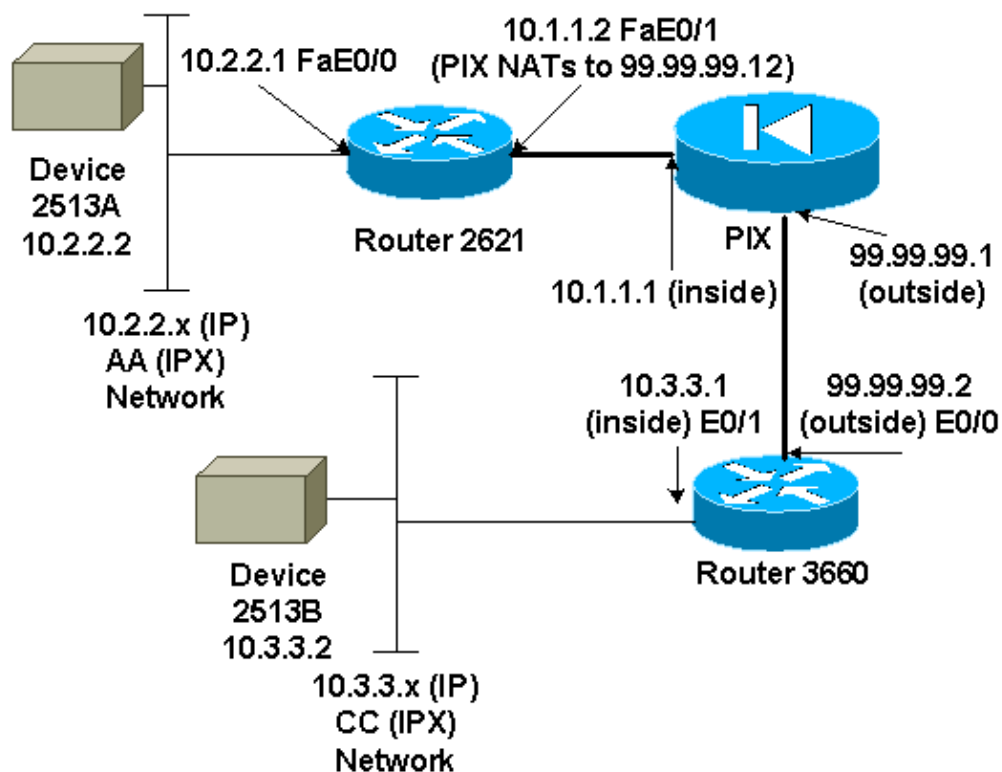 10.2.2.1 FaE0/0
10.1.1.2 FaE0/1
(PIX NATs to 99.99.99.12)
Device
2513A
10.2.2.2
Router 2621
PIX
10.1.1.1 (inside)
99.99.99.1
(outside)
10.2.2.x (IP)
AA (IPX)
Network
10.3.3.1
(inside) E0/1
99.99.99.2
(outside) E0/0
Device
2513B
10.3.3.2
Router 3660
10.3.3.x (IP)
CC (IPX)
Network